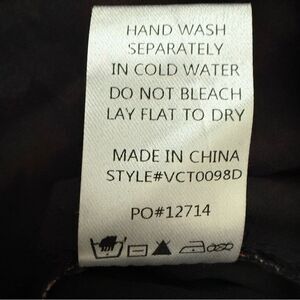 HAND WASH
SEPARATELY
IN COLD WATER
DO NOT BLEACH
LAY FLAT TO DRY
MADE IN CHINA
STYLE#VCT0098D
PO#12714